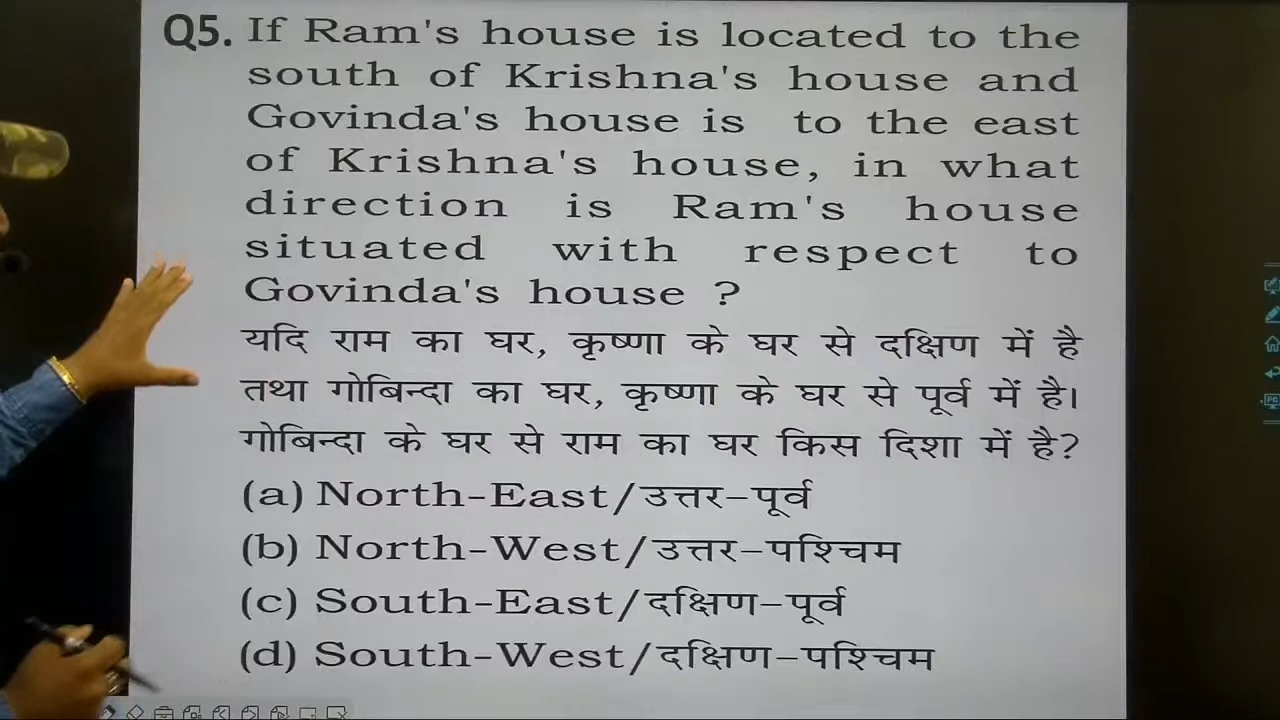 Q5. If Ram's house is located to the
south of Krishna's house and
Govinda's house is to the east
of Krishna's house, in what
direction is Ram's house
situated with respect to
Govinda's house ?
यदि राम का घर, कृष्णा के घर से दक्षिण में है
तथा गोबिन्दा का घर, कृष्णा के घर से पूर्व में है।
गोबिन्दा के घर से राम का घर किस दिशा में है?
(a) North-East/उत्तर-पूर्व
(b) North-West/उत्तर-पश्चिम
(c) South-East/दक्षिण-पूर्व
(d) South-West/दक्षिण-पश्चिम